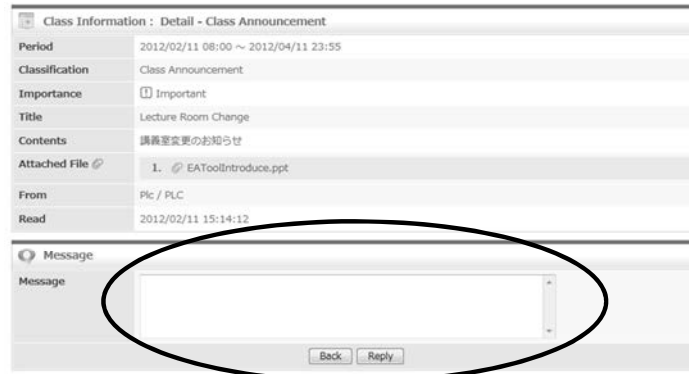 Class Information : Detail - Class Announcement
Period 2012/02/11 08:00 ~ 2012/04/11 23:55
Classification Class Announcement
Importance Important
Title Lecture Room Change
Contents 講義室変更のお知らせ
Attached File 1. EAToolIntroduce.ppt
From Plc / PLC
Read 2012/02/11 15:14:12
Message
Message
Back Reply